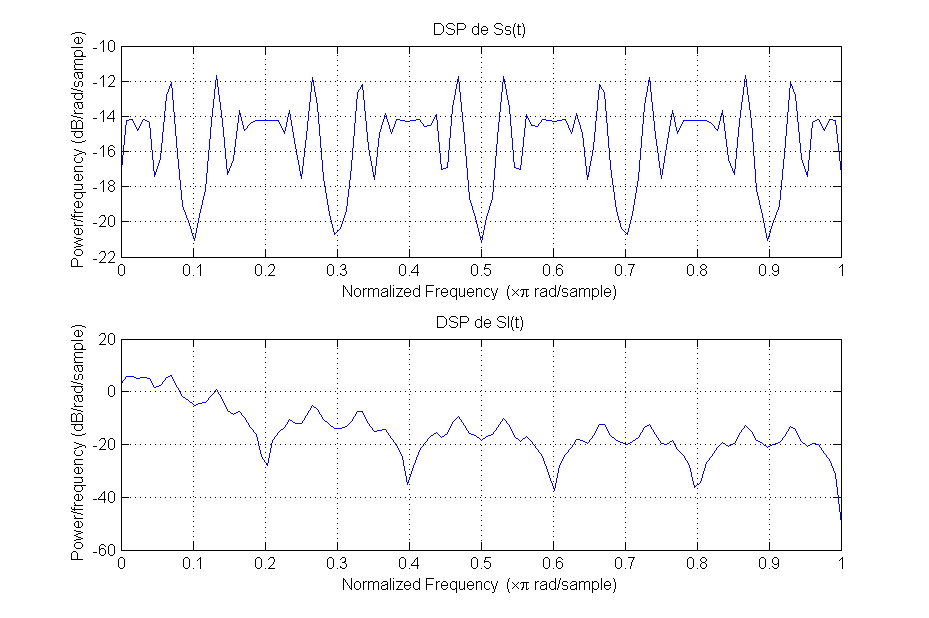 DSP de Ss(t)
Power/frequency (dB/rad/sample)
-10
-12
-14
-16
-18
-20
-22
0 0.1 0.2 0.3 0.4 0.5 0.6 0.7 0.8 0.9 1
Normalized Frequency (×π rad/sample)
DSP de Sl(t)
Power/frequency (dB/rad/sample)
20
0
-20
-40
-60
0 0.1 0.2 0.3 0.4 0.5 0.6 0.7 0.8 0.9 1
Normalized Frequency (×π rad/sample)